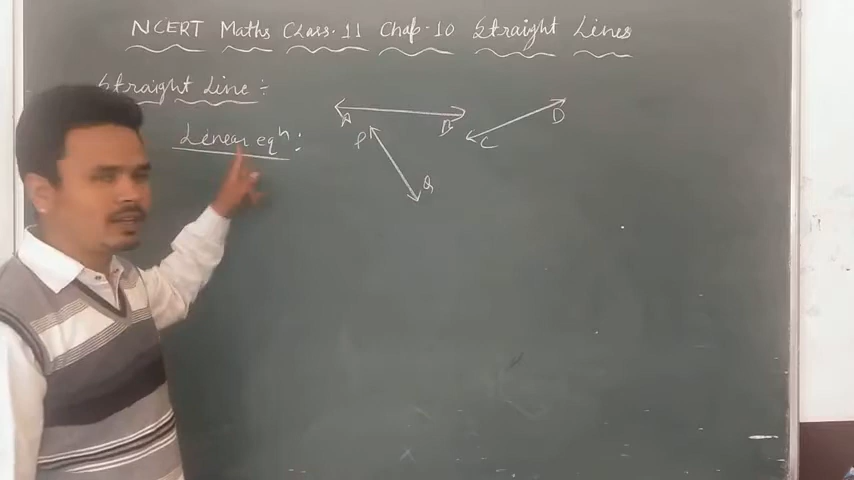 NCERT Maths Class. 11 Chap-10 Straight Lines
Straight Line ÷
A B C D
Linear eqⁿ :
P
Q